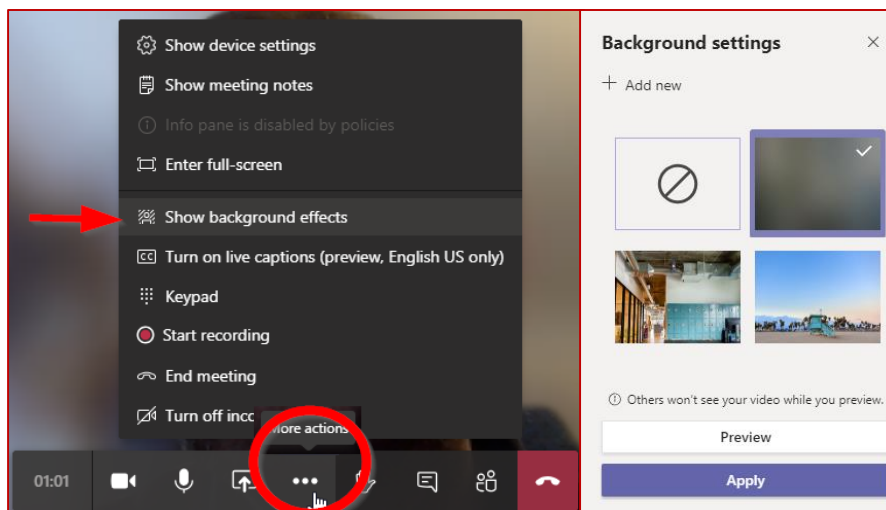 Show device settings
Show meeting notes
Info pane is disabled by policies
Enter full-screen
Show background effects
CC Turn on live captions (preview, English US only)
Keypad
Start recording
End meeting
Turn off
More actions
01:01
Background settings
Add new
Others won't see your video while you preview.
Preview
Apply